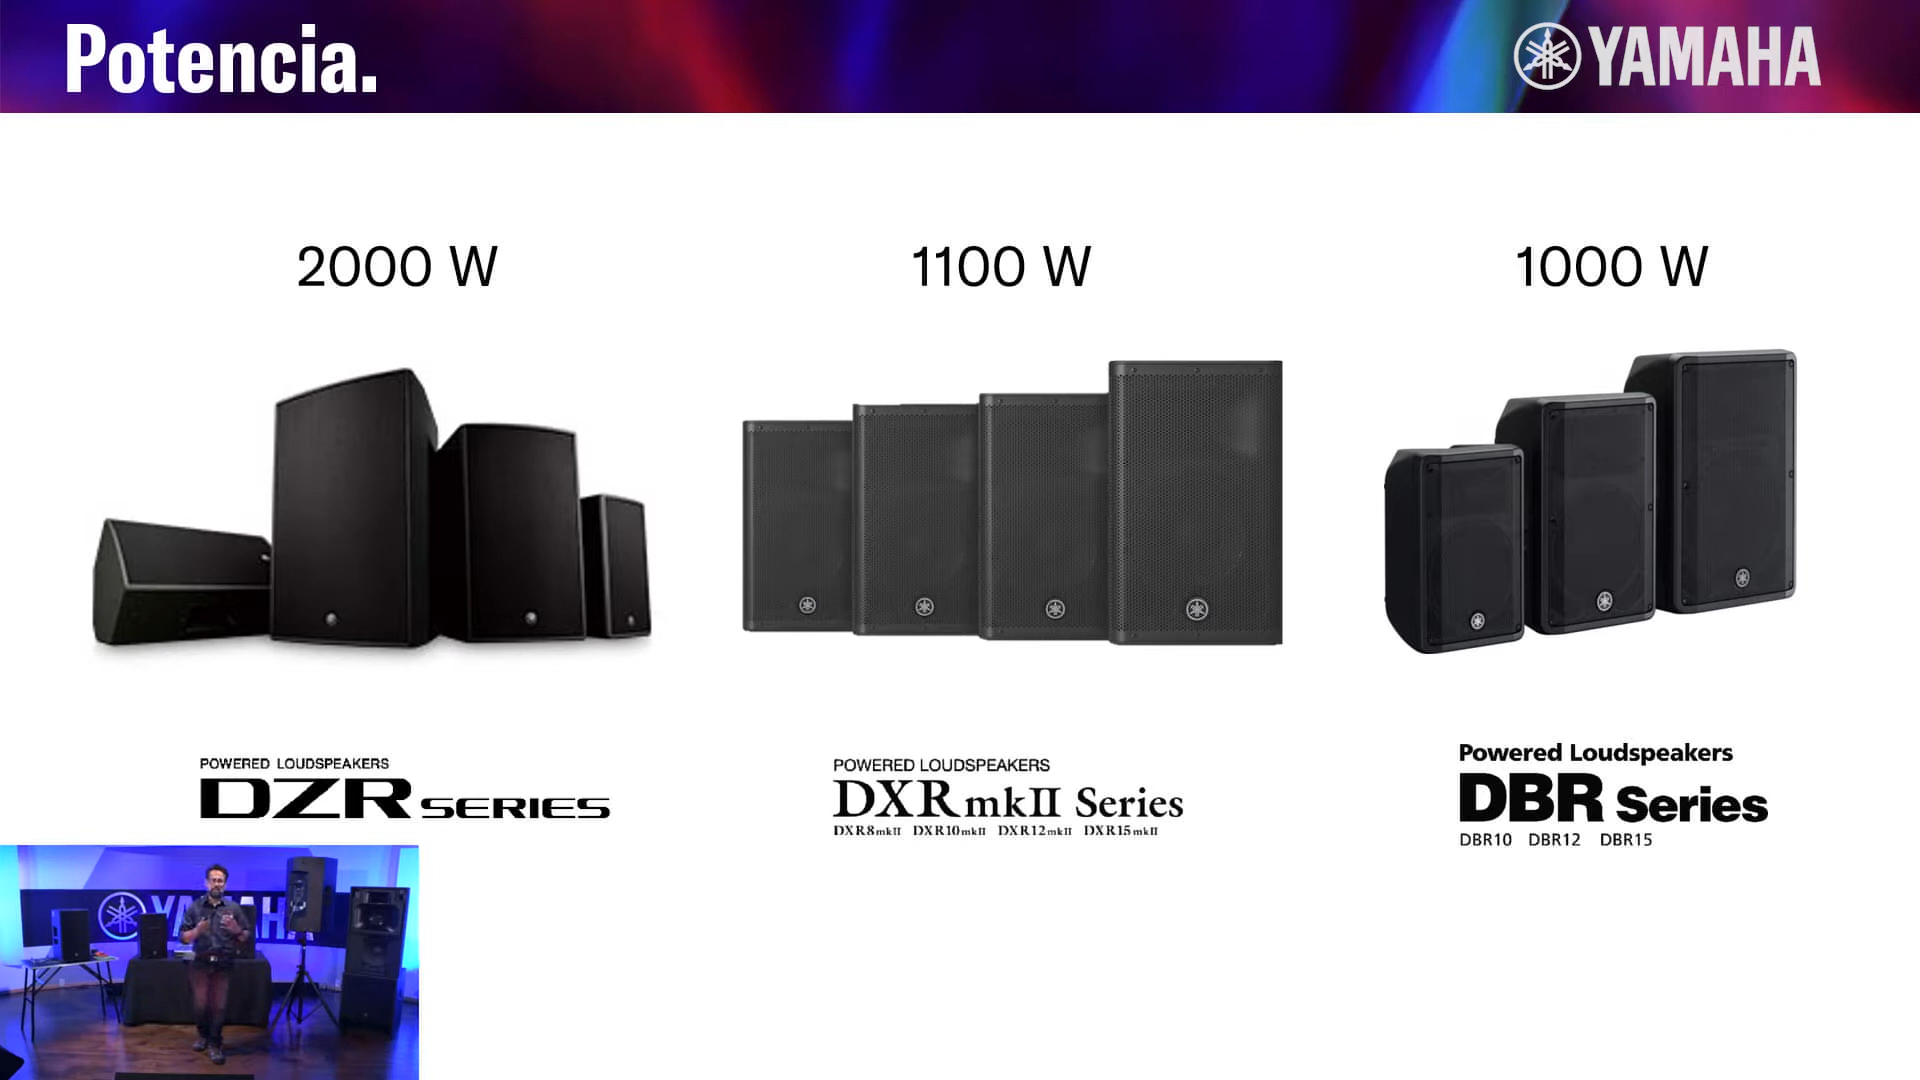 Potencia.
YAMAHA
2000 W
1100 W
1000 W
POWERED LOUDSPEAKERS
DZR SERIES
POWERED LOUDSPEAKERS
DXR mkII Series
DXR8mkII DXR10mkII DXR12mkII DXR15mkII
Powered Loudspeakers
DBR Series
DBR10 DBR12 DBR15